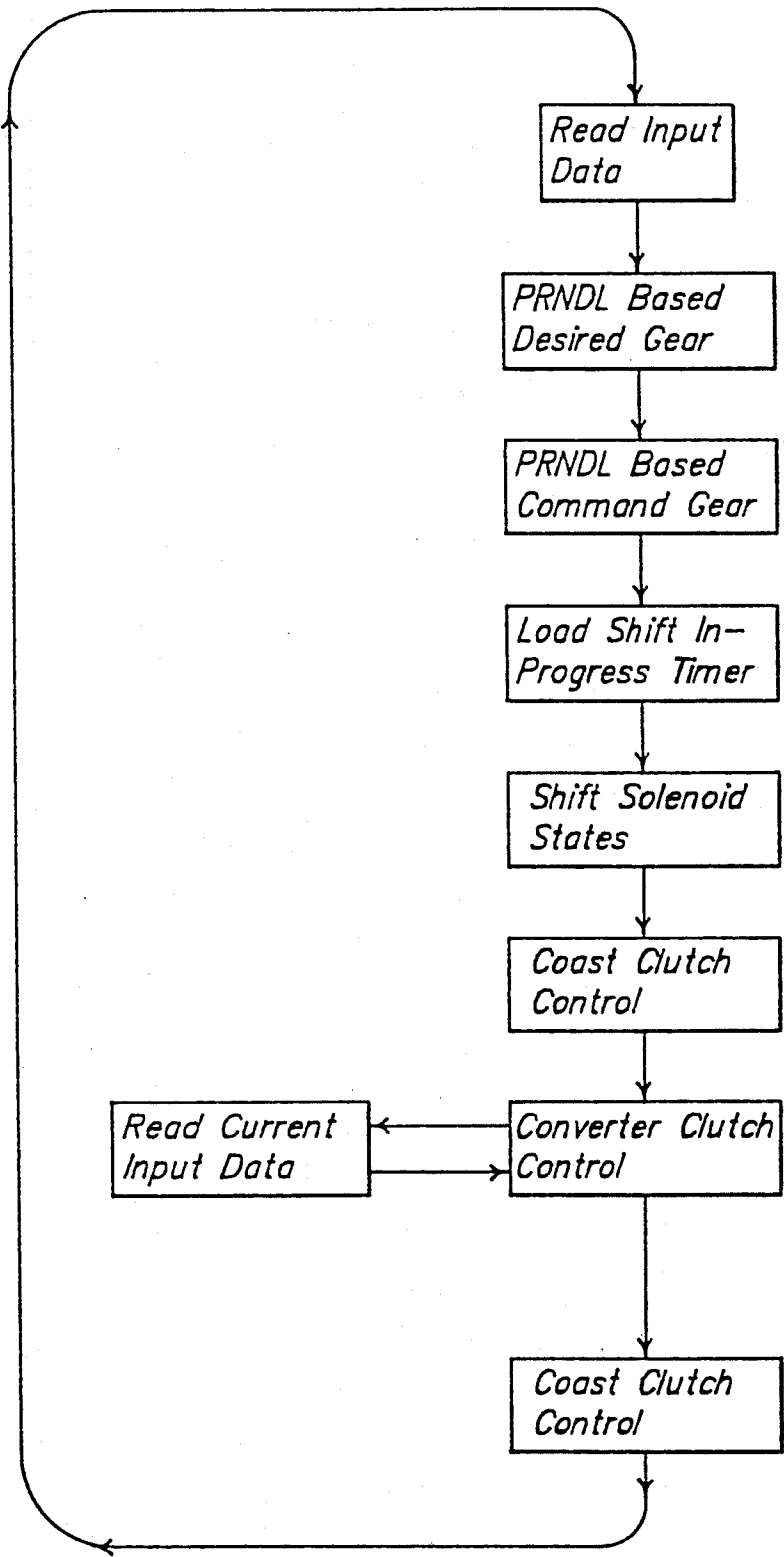 Read Input
Data
PRNDL Based
Desired Gear
PRNDL Based
Command Gear
Load Shift In-
Progress Timer
Shift Solenoid
States
Coast Clutch
Control
Read Current
Input Data
Converter Clutch
Control
Coast Clutch
Control